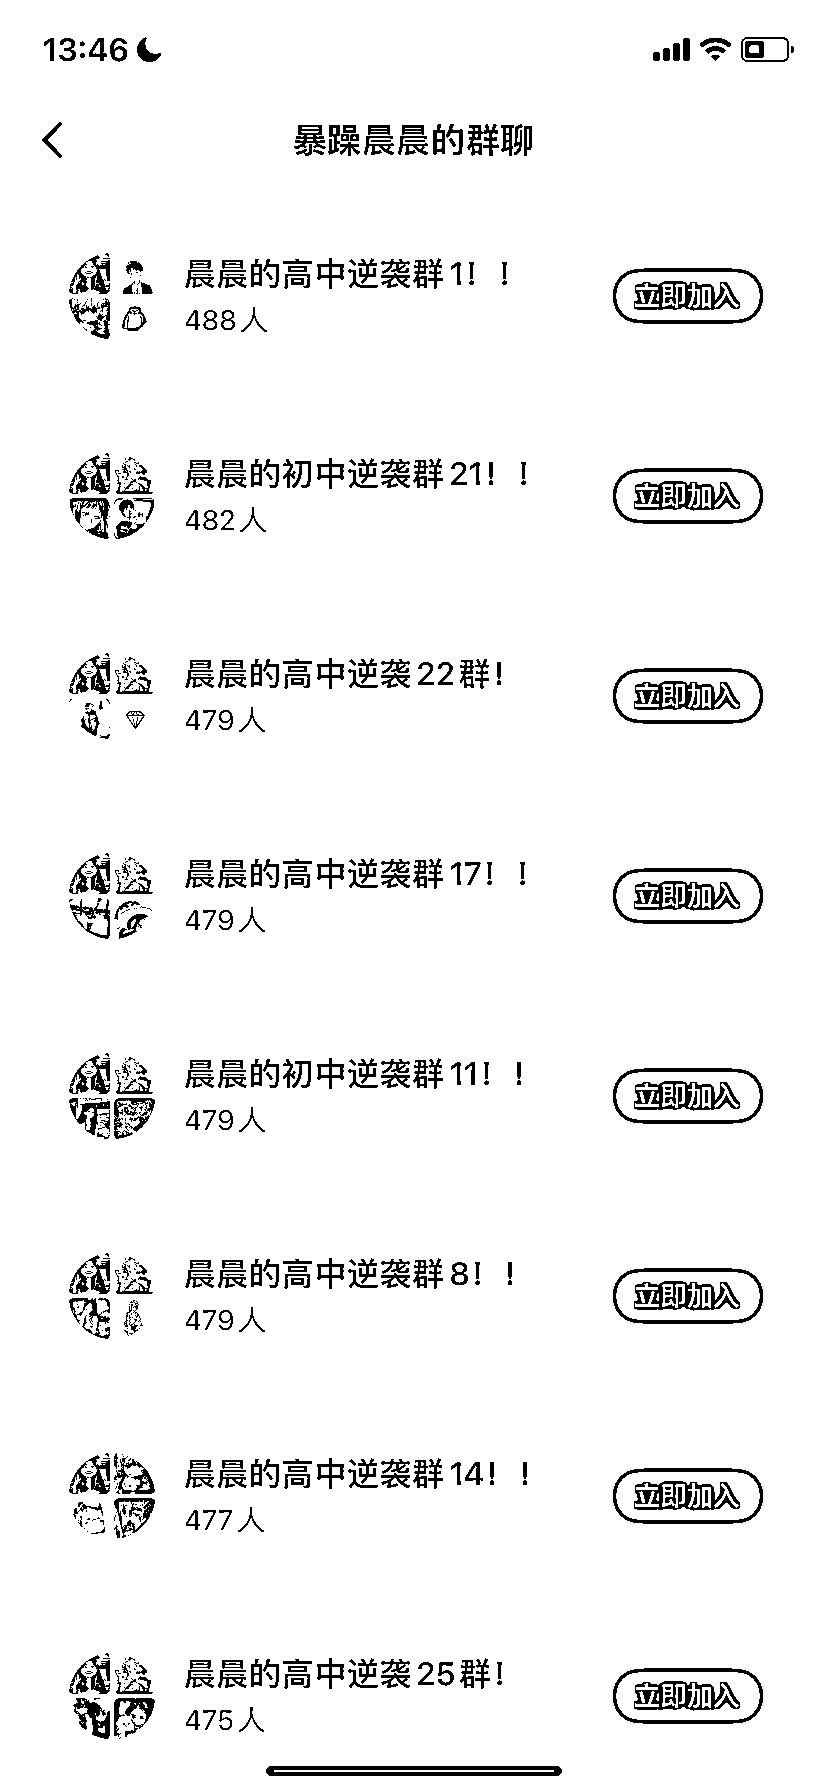 13:46
暴躁晨晨的群聊
晨晨的高中逆袭群1！！
488人
立即加入
晨晨的初中逆袭群21！！
482人
立即加入
晨晨的高中逆袭22群！
479人
立即加入
晨晨的高中逆袭群17！！
479人
立即加入
晨晨的初中逆袭群11！！
479人
立即加入
晨晨的高中逆袭群8！！
479人
立即加入
晨晨的高中逆袭群14！！
477人
立即加入
晨晨的高中逆袭25群！
475人
立即加入